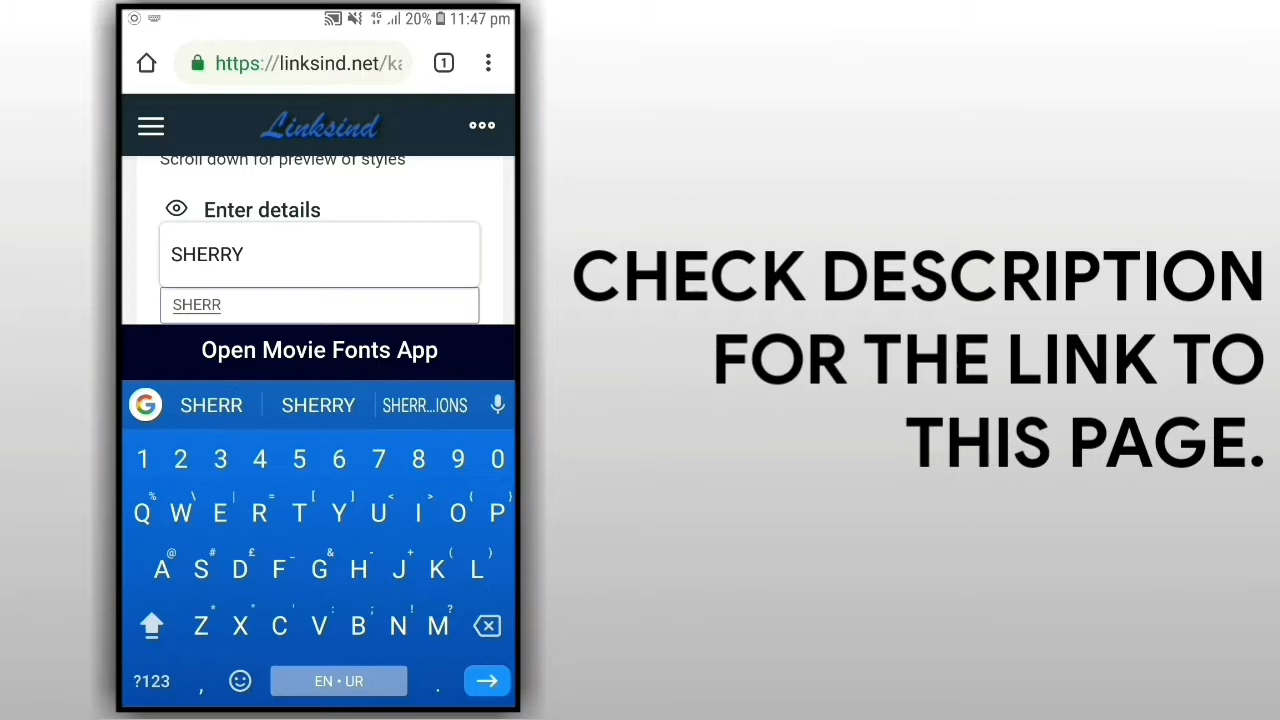 4G 20% 11:47 pm
https://linksind.net/ka
1
Linksind
Scroll down for preview of styles
Enter details
SHERRY
SHERR
Open Movie Fonts App
G SHERR SHERRY SHERR...IONS
1 2 3 4 5 6 7 8 9 0
% \ | = [ ] < > { }
Q W E R T Y U I O P
@ # £ _ & - + ( )
A S D F G H J K L
* " ' : ; ! ?
Z X C V B N M
?123 , EN • UR .
CHECK DESCRIPTION
FOR THE LINK TO
THIS PAGE.